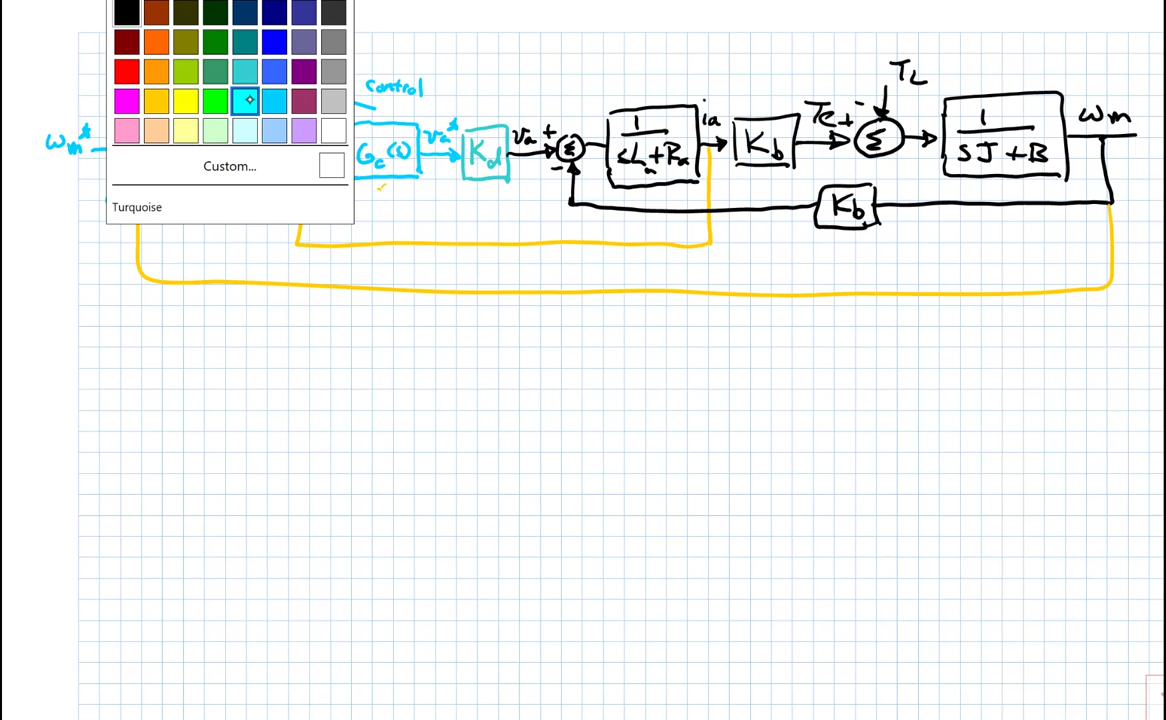 control
TL
ωm*
Gc(s)
va*
Kd
va
+
Σ
-
1
sLa+Ra
ia
Kb
Te
+
-
Σ
1
sJ+B
ωm
Kb
Custom...
Turquoise